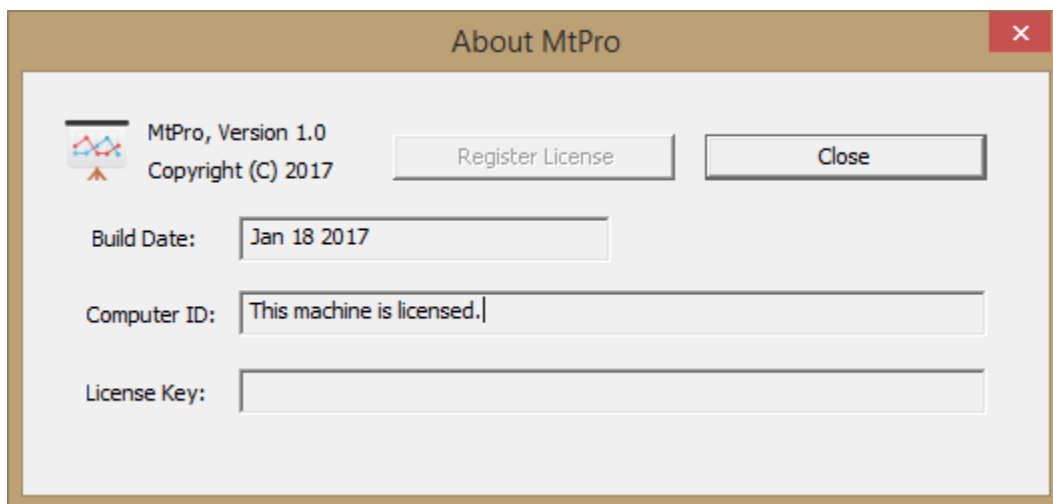 About MtPro
MtPro, Version 1.0
Copyright (C) 2017
Register License
Close
Build Date:
Jan 18 2017
Computer ID:
This machine is licensed.
License Key: